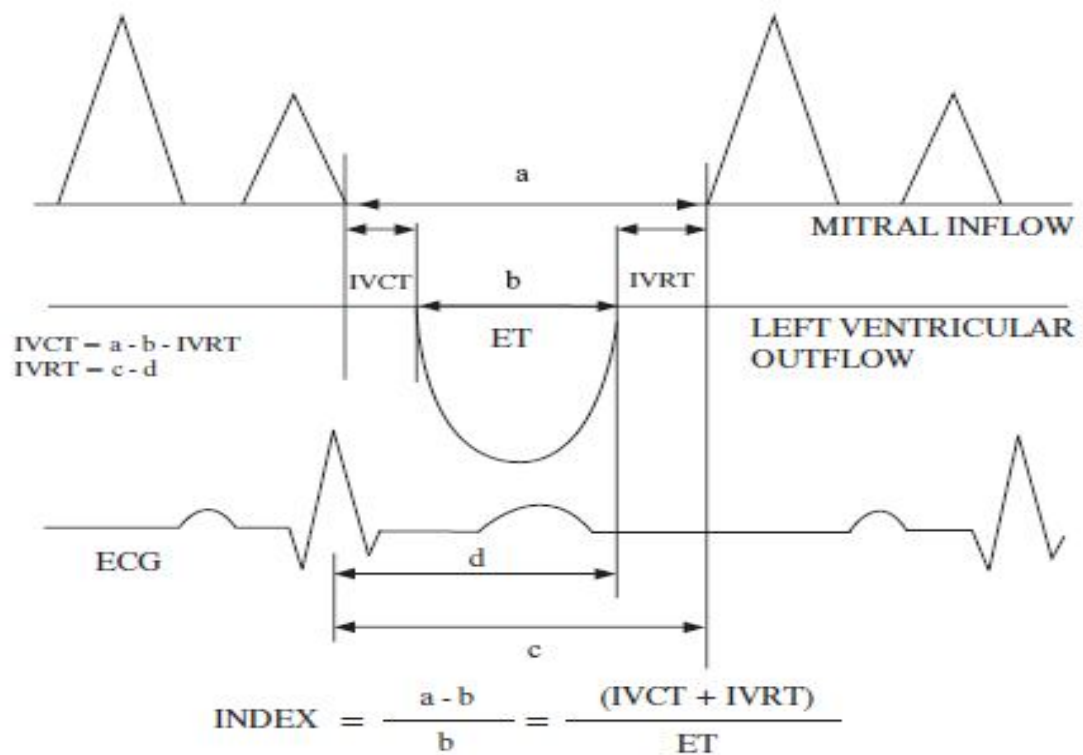 a
MITRAL INFLOW
IVCT
b
IVRT
ET
LEFT VENTRICULAR
OUTFLOW
IVCT = a - b - IVRT
IVRT = c - d
ECG
d
c
INDEX = a - b / b = (IVCT + IVRT) / ET